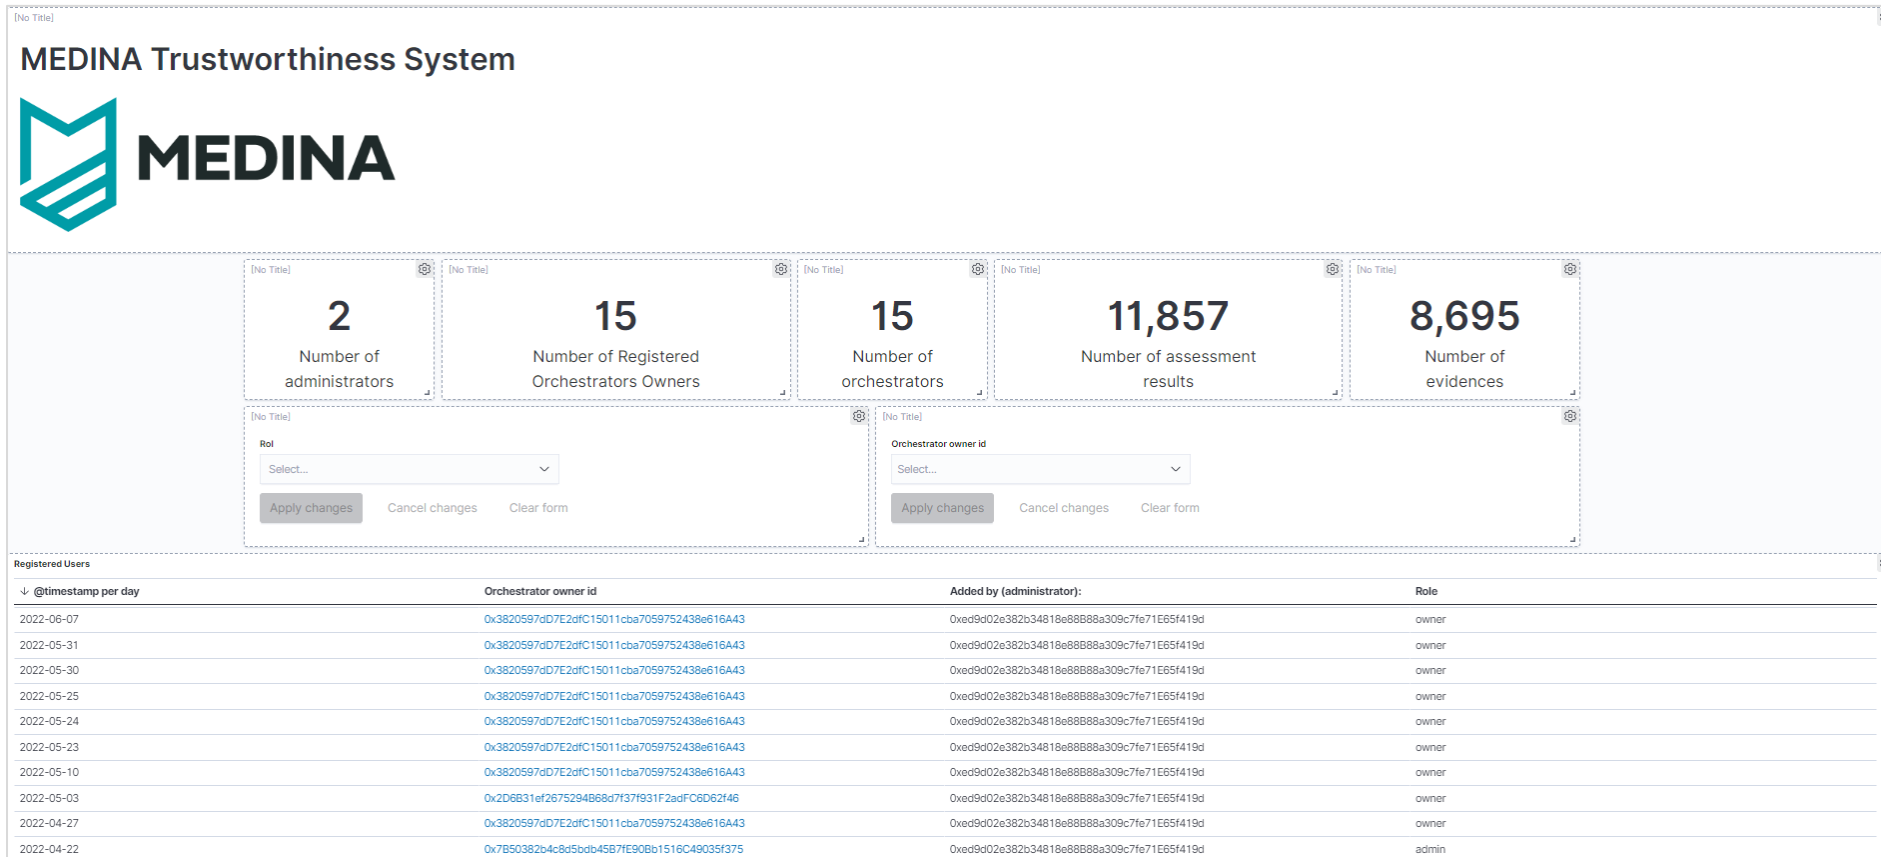 [No Title]
MEDINA Trustworthiness System
MEDINA
[No Title]
2
Number of
administrators
[No Title]
15
Number of Registered
Orchestrators Owners
[No Title]
15
Number of
orchestrators
[No Title]
11,857
Number of assessment
results
[No Title]
8,695
Number of
evidences
[No Title]
Rol
Select...
Apply changes Cancel changes Clear form
[No Title]
Orchestrator owner id
Select...
Apply changes Cancel changes Clear form
Registered Users
@timestamp per day Orchestrator owner id Added by (administrator): Role
2022-06-07 0x3820597dD7E2dfC15011cba7059752438e616A43 0xed9d02e382b34818e88B88a309c7fe71E65f419d owner
2022-05-31 0x3820597dD7E2dfC15011cba7059752438e616A43 0xed9d02e382b34818e88B88a309c7fe71E65f419d owner
2022-05-30 0x3820597dD7E2dfC15011cba7059752438e616A43 0xed9d02e382b34818e88B88a309c7fe71E65f419d owner
2022-05-25 0x3820597dD7E2dfC15011cba7059752438e616A43 0xed9d02e382b34818e88B88a309c7fe71E65f419d owner
2022-05-24 0x3820597dD7E2dfC15011cba7059752438e616A43 0xed9d02e382b34818e88B88a309c7fe71E65f419d owner
2022-05-23 0x3820597dD7E2dfC15011cba7059752438e616A43 0xed9d02e382b34818e88B88a309c7fe71E65f419d owner
2022-05-10 0x3820597dD7E2dfC15011cba7059752438e616A43 0xed9d02e382b34818e88B88a309c7fe71E65f419d owner
2022-05-03 0x2D6B31ef2675294B68d7f37f931F2adFC6D62f46 0xed9d02e382b34818e88B88a309c7fe71E65f419d owner
2022-04-27 0x3820597dD7E2dfC15011cba7059752438e616A43 0xed9d02e382b34818e88B88a309c7fe71E65f419d owner
2022-04-22 0x7B50382b4c8d5bdb45B7fE90Bb1516C49035f375 0xed9d02e382b34818e88B88a309c7fe71E65f419d admin